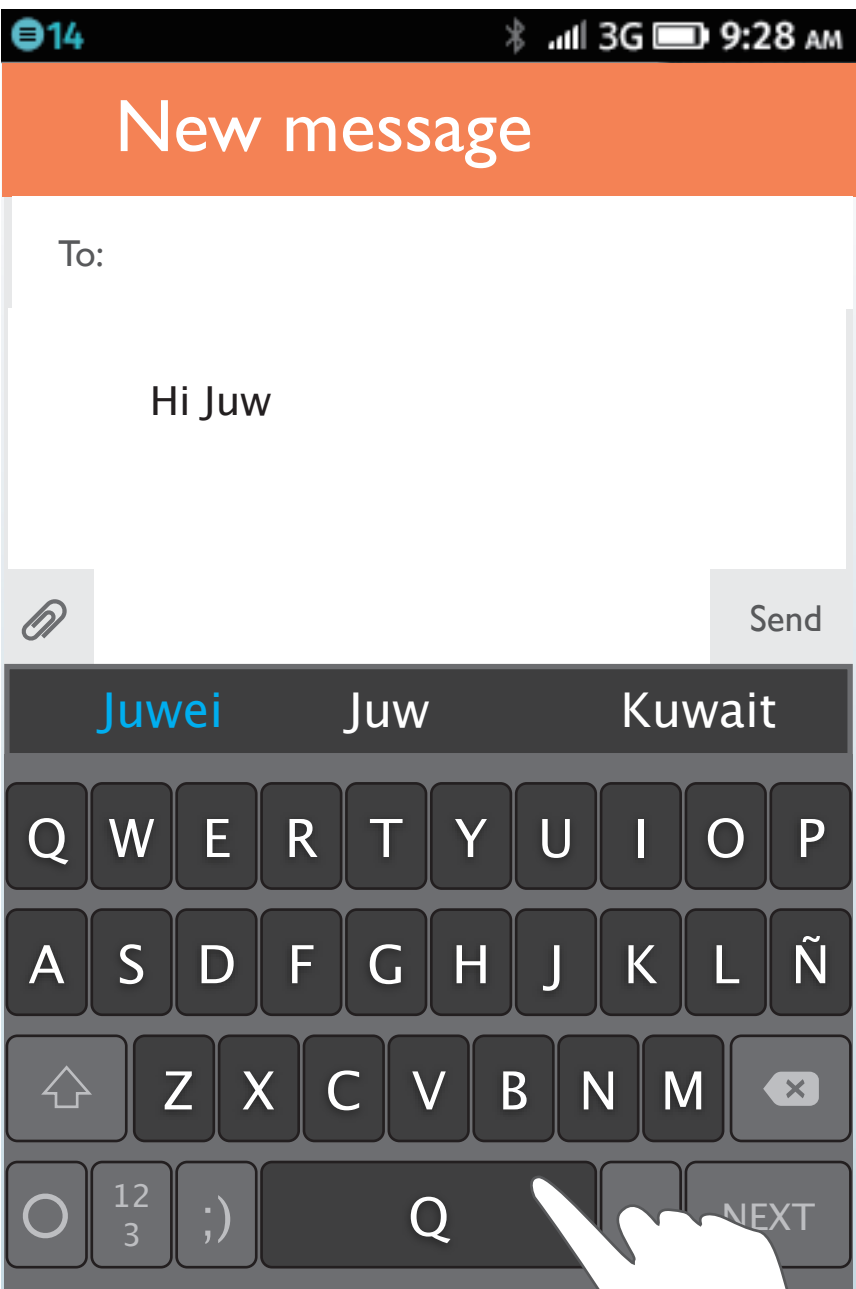 14 3G 9:28 AM
New message
To:
Hi Juw
Send
Juwei Juw Kuwait
Q W E R T Y U I O P
A S D F G H J K L Ñ
Z X C V B N M
12
3 ;) Q NEXT